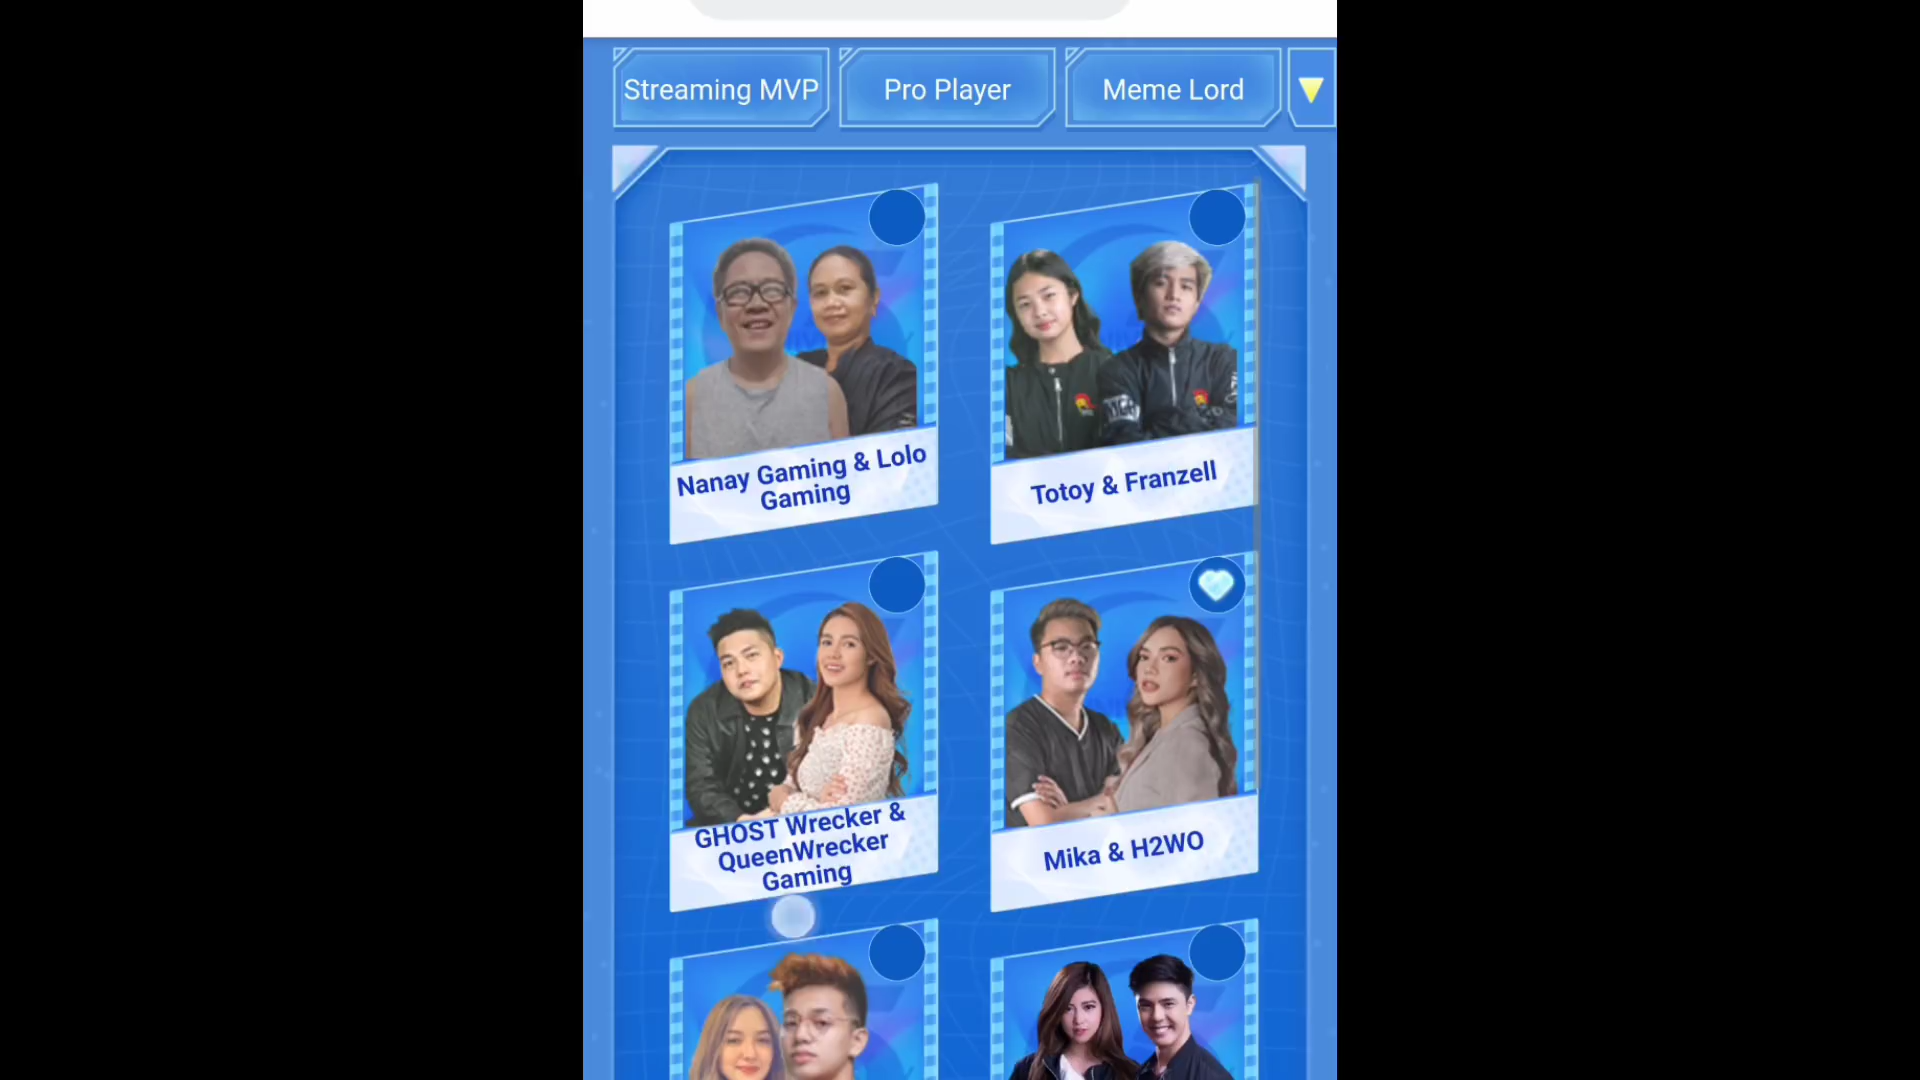 Streaming MVP
Pro Player
Meme Lord
Nanay Gaming & Lolo
Gaming
Totoy & Franzell
GHOST Wrecker &
QueenWrecker
Gaming
Mika & H2WO